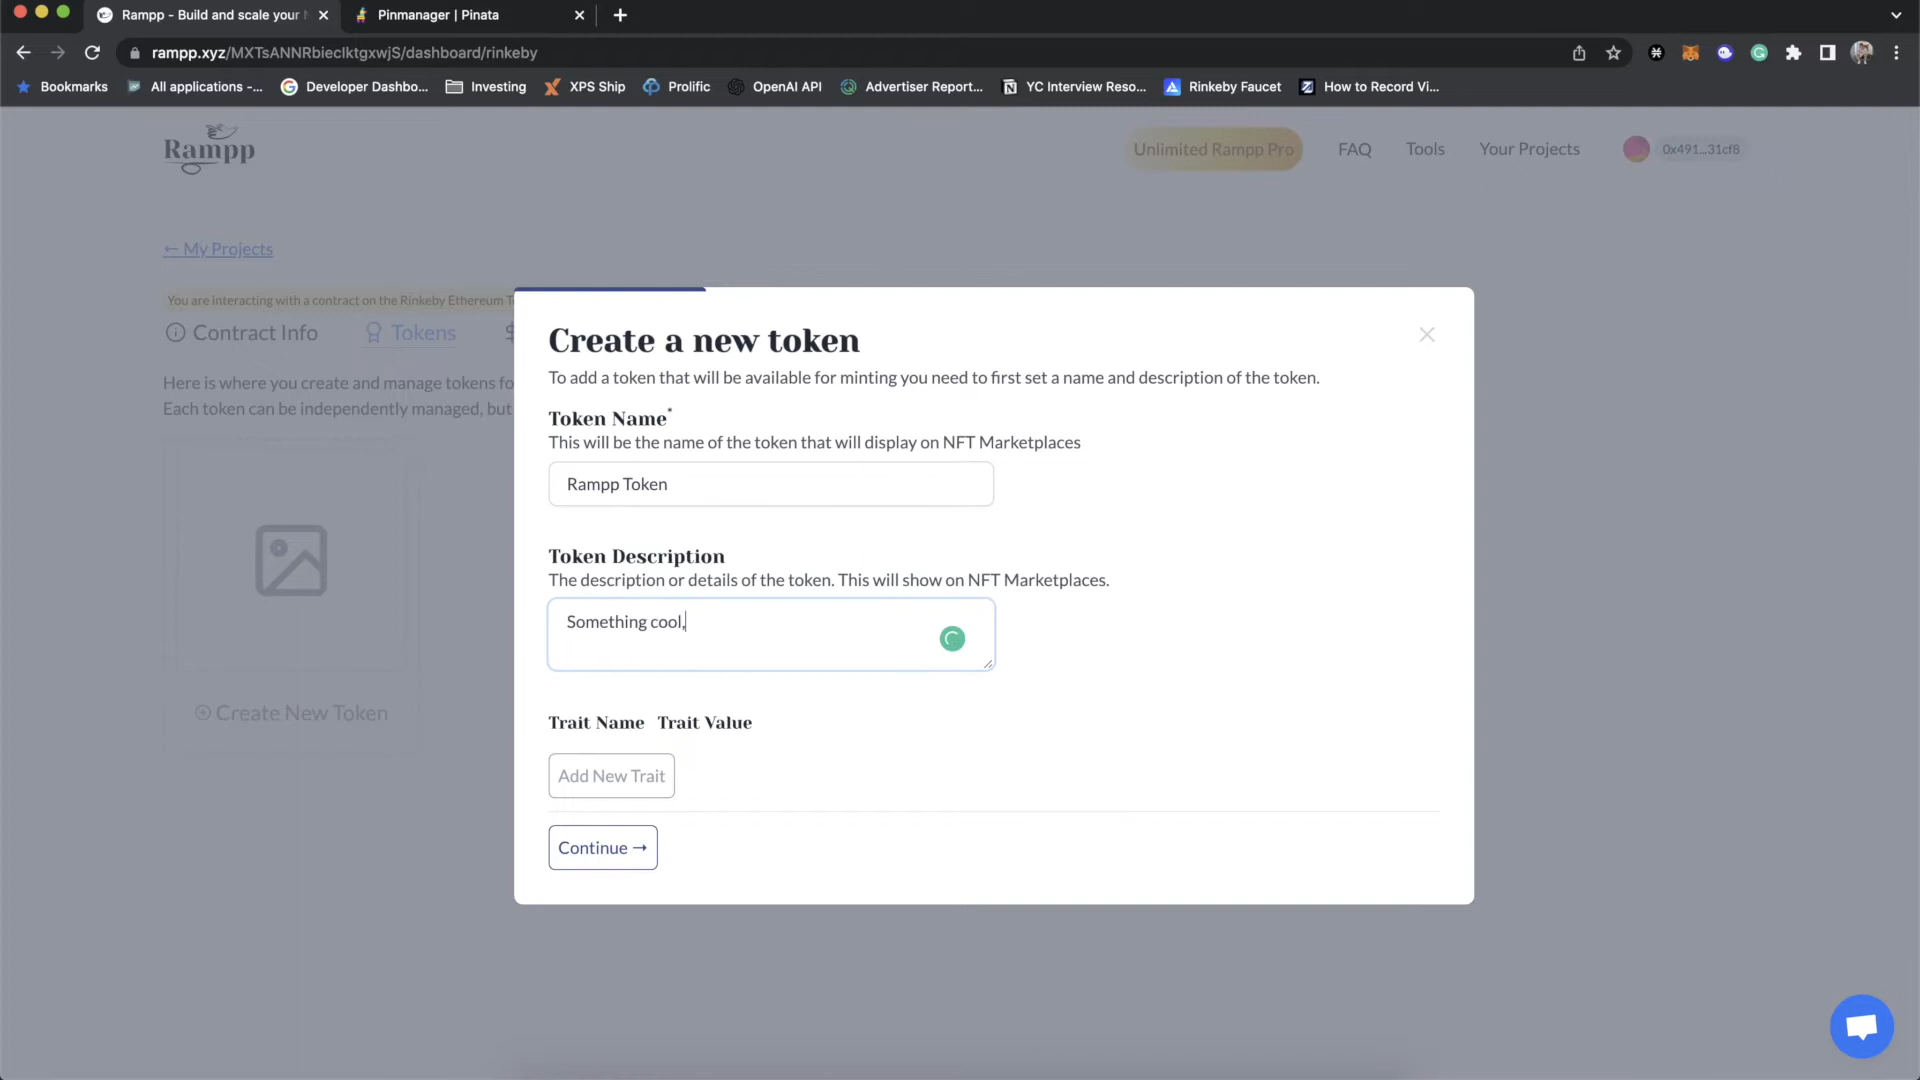 Rampp - Build and scale your
Pinmanager | Pinata
rampp.xyz/MXTsANNRbiecIktgxwjS/dashboard/rinkeby
Bookmarks
All applications -...
Developer Dashbo...
Investing
XPS Ship
Prolific
OpenAI API
Advertiser Report...
YC Interview Reso...
Rinkeby Faucet
How to Record Vi...
Rampp
Unlimited Rampp Pro
FAQ
Tools
Your Projects
0x491...31cf8
← My Projects
You are interacting with a contract on the Rinkeby Ethereum
Contract Info
Tokens
Here is where you create and manage tokens fo
Each token can be independently managed, but
Create New Token
Create a new token
To add a token that will be available for minting you need to first set a name and description of the token.
Token Name*
This will be the name of the token that will display on NFT Marketplaces
Rampp Token
Token Description
The description or details of the token. This will show on NFT Marketplaces.
Something cool,
Trait Name Trait Value
Add New Trait
Continue →